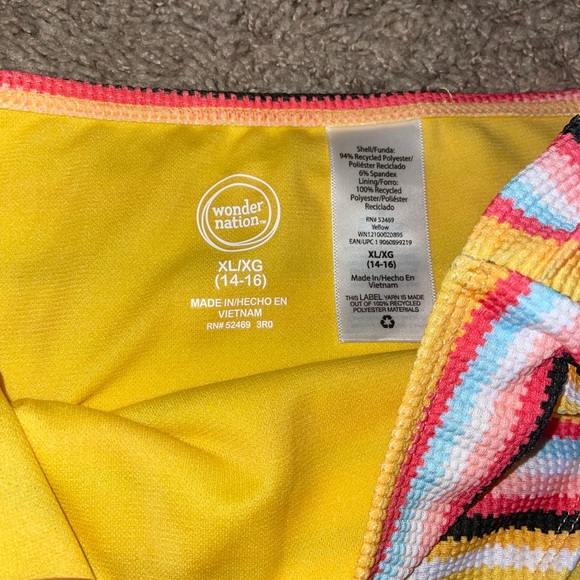 wonder
nation™
XL/XG
(14-16)
MADE IN/HECHO EN
VIETNAM
RN# 52469 3R0
Shell/Funda:
94% Recycled Polyester/
Poliéster Reciclado
6% Spandex
Lining/Forro:
100% Recycled
Polyester/Poliéster
Reciclado
RN# 52469
Yellow
WN12100020895
EAN/UPC 1 9060899219
XL/XG
(14-16)
Made In/Hecho En
Vietnam
THIS LABEL YARN IS MADE
OUT OF 100% RECYCLED
POLYESTER MATERIALS